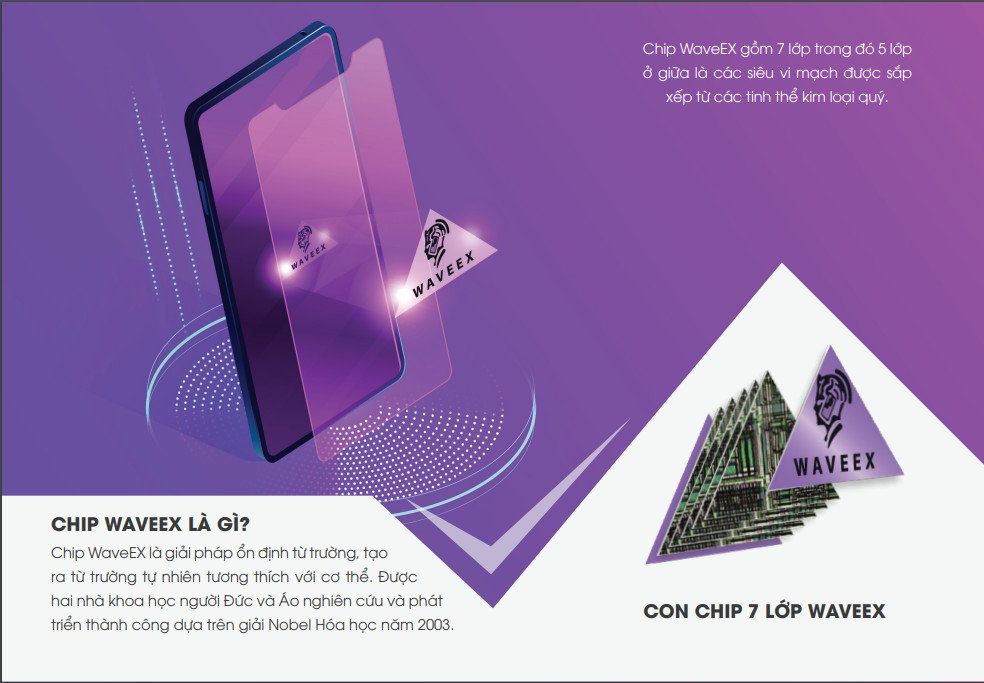 Chip WaveEX gồm 7 lớp trong đó 5 lớp
ở giữa là các siêu vi mạch được sắp
xếp từ các tinh thể kim loại quý.
WAVEEX
WAVEEX
WAVEEX
CHIP WAVEEX LÀ GÌ?
Chip WaveEX là giải pháp ổn định từ trường, tạo
ra từ trường tự nhiên tương thích với cơ thể. Được
hai nhà khoa học người Đức và Áo nghiên cứu và phát
triển thành công dựa trên giải Nobel Hóa học năm 2003.
CON CHIP 7 LỚP WAVEEX